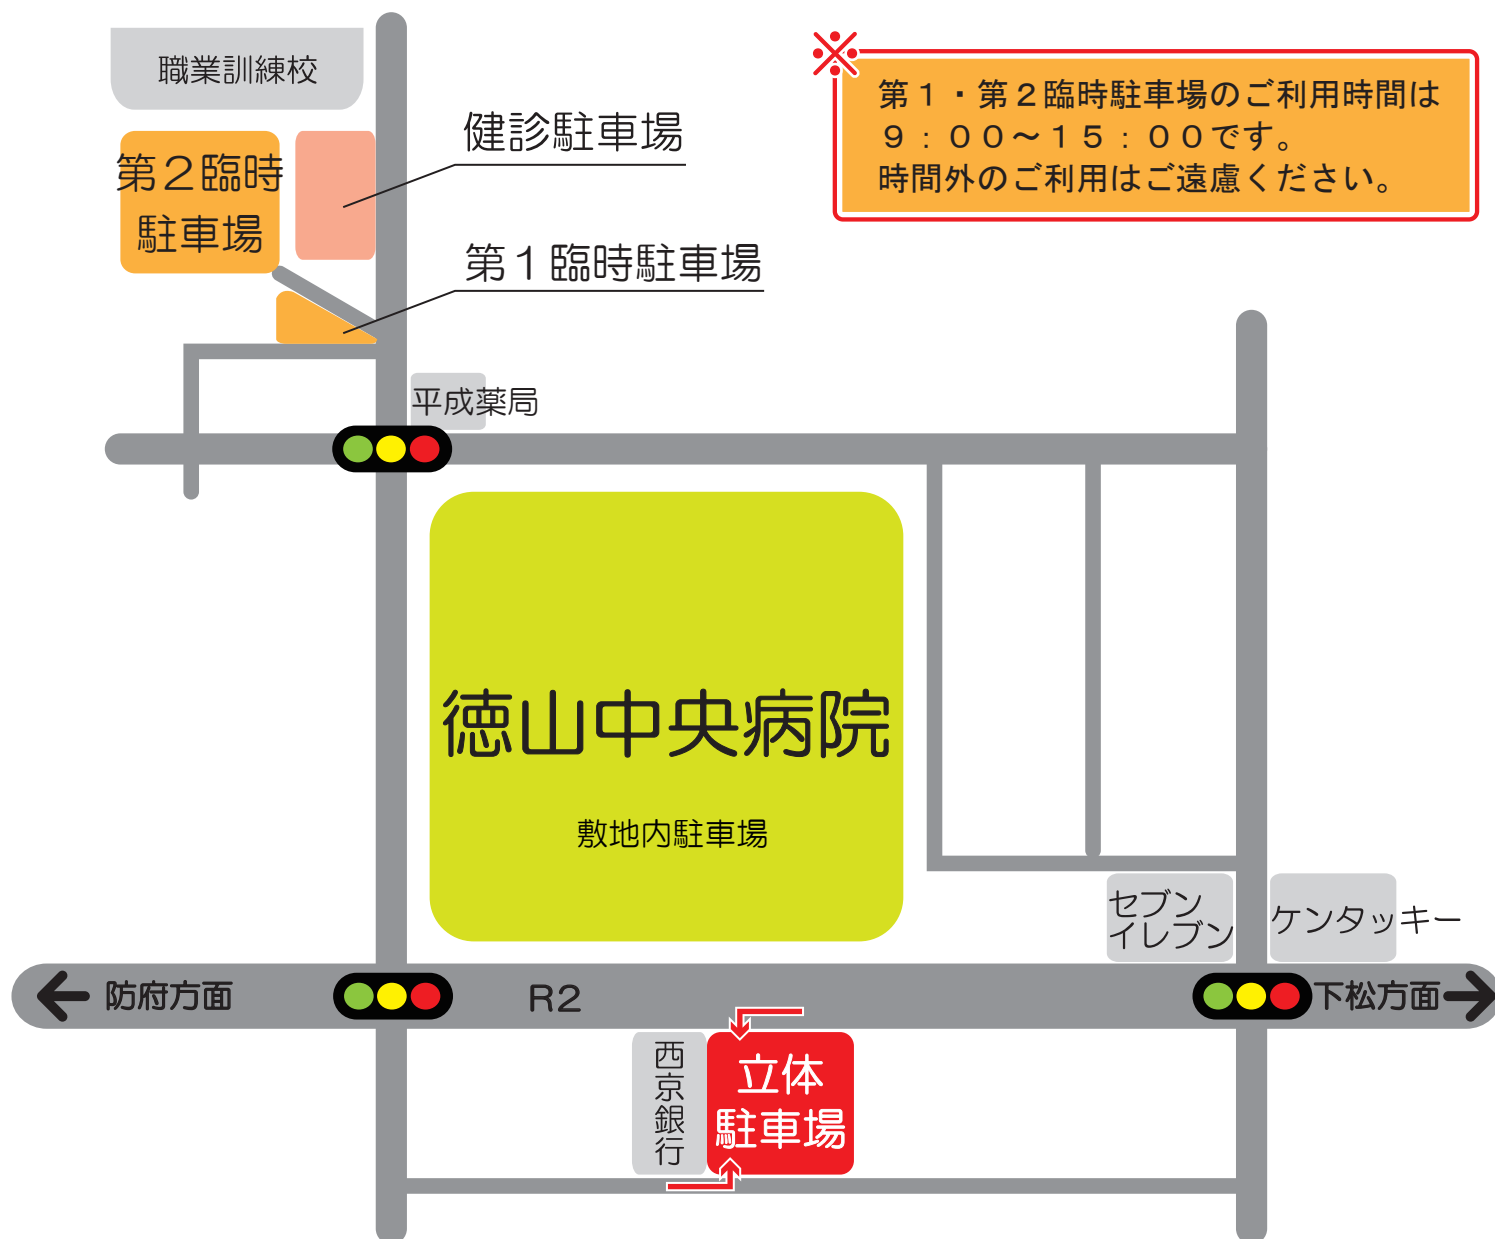 職業訓練校
※
第１・第２臨時駐車場のご利用時間は
９：００～１５：００です。
時間外のご利用はご遠慮ください。
健診駐車場
第２臨時
駐車場
第１臨時駐車場
平成薬局
徳山中央病院
敷地内駐車場
セブン
イレブン
ケンタッキー
防府方面
R2
下松方面
西京銀行
立体
駐車場